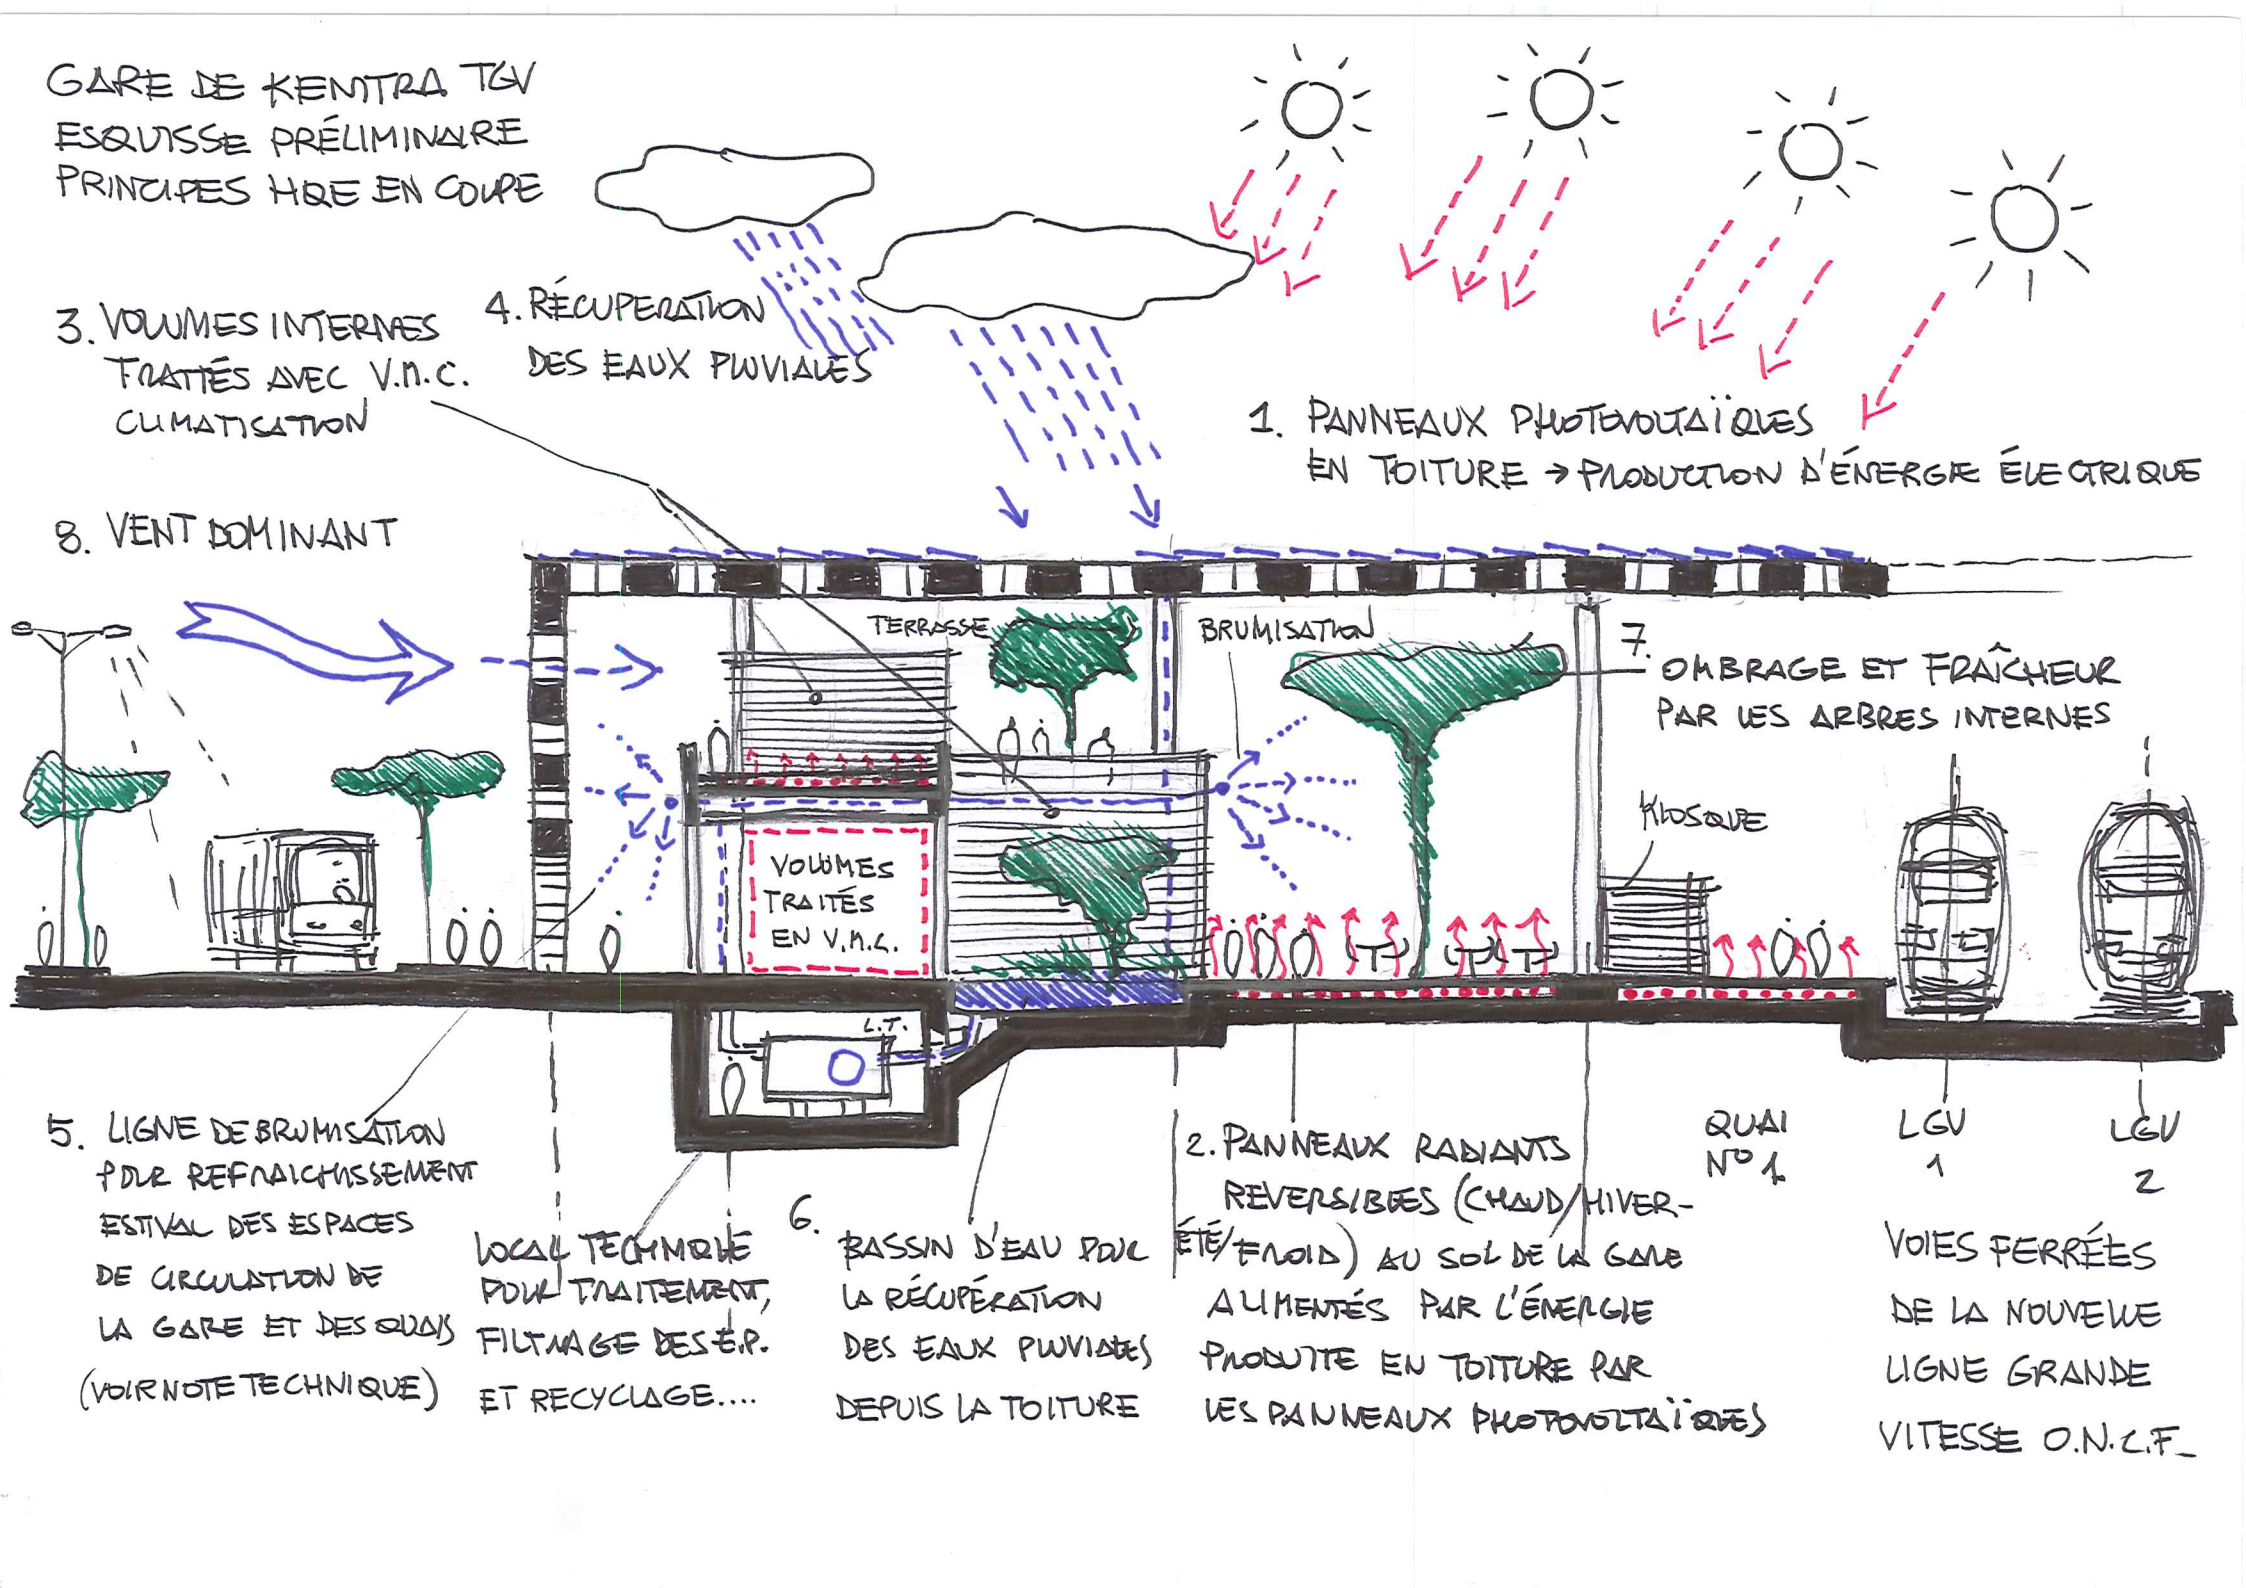 GARE DE KENITRA TGV
ESQUISSE PRÉLIMINAIRE
PRINCIPES HQE EN COUPE
3. VOLUMES INTERNES
TRAITÉS AVEC V.M.C.
CLIMATISATION
4. RÉCUPERATION
DES EAUX PLUVIALES
1. PANNEAUX PHOTOVOLTAÏQUES
EN TOITURE → PRODUCTION D'ÉNERGIE ÉLECTRIQUE
8. VENT DOMINANT
TERRASSE
BRUMISATION
7. OMBRAGE ET FRAÎCHEUR
PAR LES ARBRES INTERNES
KIOSQUE
VOLUMES
TRAITÉS
EN V.M.C.
L.T.
5. LIGNE DE BRUMISATION
POUR REFRAICHISSEMENT
ESTIVAL DES ESPACES
DE CIRCULATION DE
LA GARE ET DES QUAIS
(VOIR NOTE TECHNIQUE)
LOCAL TECHNIQUE
POUR TRAITEMENT,
FILTRAGE DES E.P.
ET RECYCLAGE....
6. BASSIN D'EAU POUR
LA RÉCUPÉRATION
DES EAUX PLUVIALES
DEPUIS LA TOITURE
2. PANNEAUX RADIANTS
REVERSIBLES (CHAUD/HIVER-
ÉTÉ/FROID) AU SOL DE LA GARE
ALIMENTÉS PAR L'ÉNERGIE
PRODUITE EN TOITURE PAR
LES PANNEAUX PHOTOVOLTAÏQUES
QUAI
N° 1
LGV
1
LGV
2
VOIES FERRÉES
DE LA NOUVELLE
LIGNE GRANDE
VITESSE O.N.C.F_